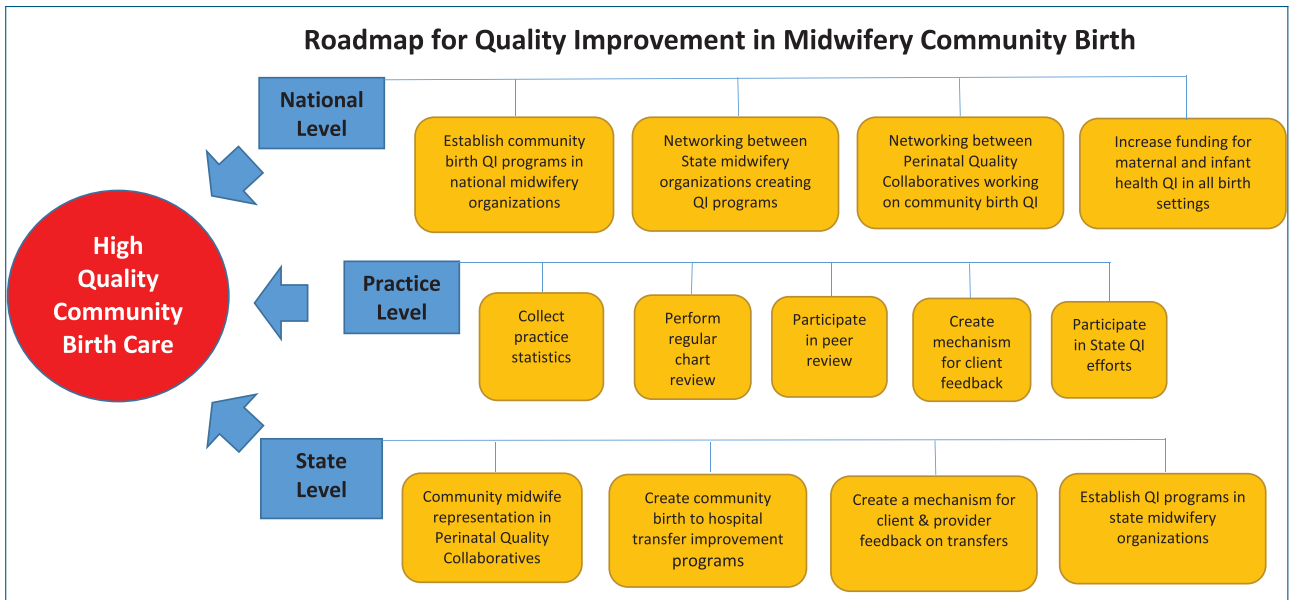 Roadmap for Quality Improvement in Midwifery Community Birth
National
Level
Establish community
birth QI programs in
national midwifery
organizations
Networking between
State midwifery
organizations creating
QI programs
Networking between
Perinatal Quality
Collaboratives working
on community birth QI
Increase funding for
maternal and infant
health QI in all birth
settings
High
Quality
Community
Birth Care
Practice
Level
Collect
practice
statistics
Perform
regular
chart
review
Participate
in peer
review
Create
mechanism
for client
feedback
Participate
in State QI
efforts
State
Level
Community midwife
representation in
Perinatal Quality
Collaboratives
Create community
birth to hospital
transfer improvement
programs
Create a mechanism for
client & provider
feedback on transfers
Establish QI programs in
state midwifery
organizations